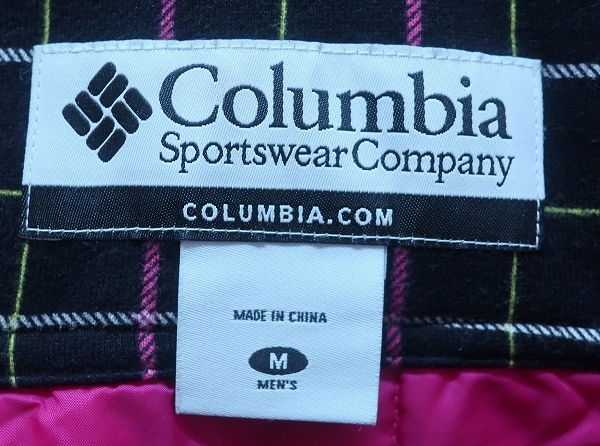 Columbia
Sportswear Company
COLUMBIA.COM
MADE IN CHINA
M
MEN'S